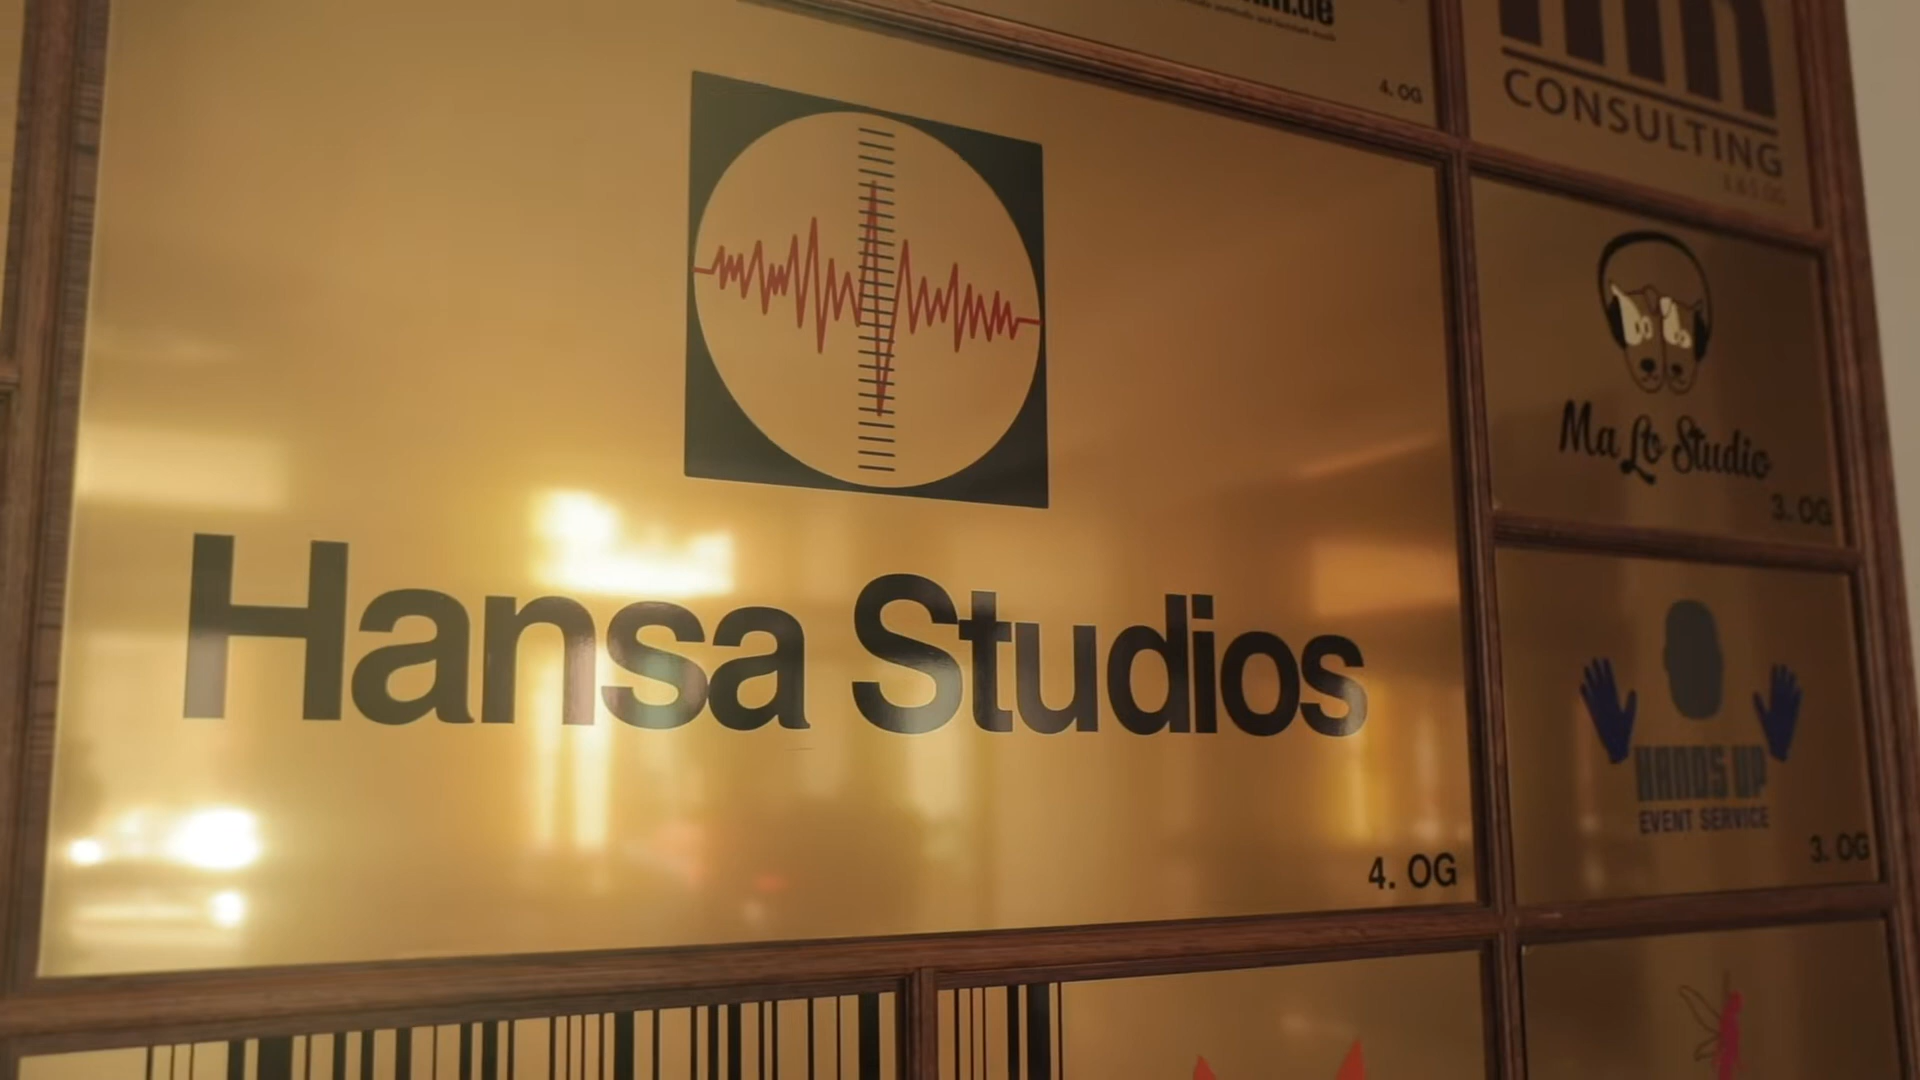 4. OG
CONSULTING
Hansa Studios
4. OG
Ma Lo Studio
3. OG
HANDS UP
EVENT SERVICE
3. OG